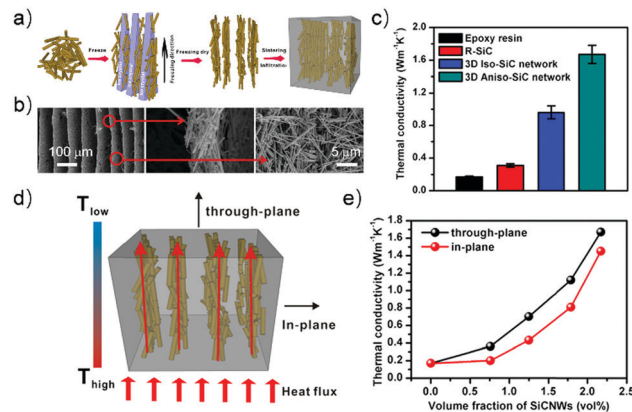 a)
Freeze
Freezing direction
Freezing dry
Sintering
Infiltration
b)
100 μm
5 μm
c)
Thermal conductivity (Wm⁻¹K⁻¹)
2.0
1.6
1.2
0.8
0.4
0.0
Epoxy resin
R-SiC
3D Iso-SiC network
3D Aniso-SiC network
d)
T low
through-plane
In-plane
T high
Heat flux
e)
Thermal conductivity (Wm⁻¹K⁻¹)
1.8
1.6
1.4
1.2
1.0
0.8
0.6
0.4
0.2
0.0
through-plane
in-plane
0.0 0.5 1.0 1.5 2.0 2.5
Volume fraction of SiCNWs (vol%)